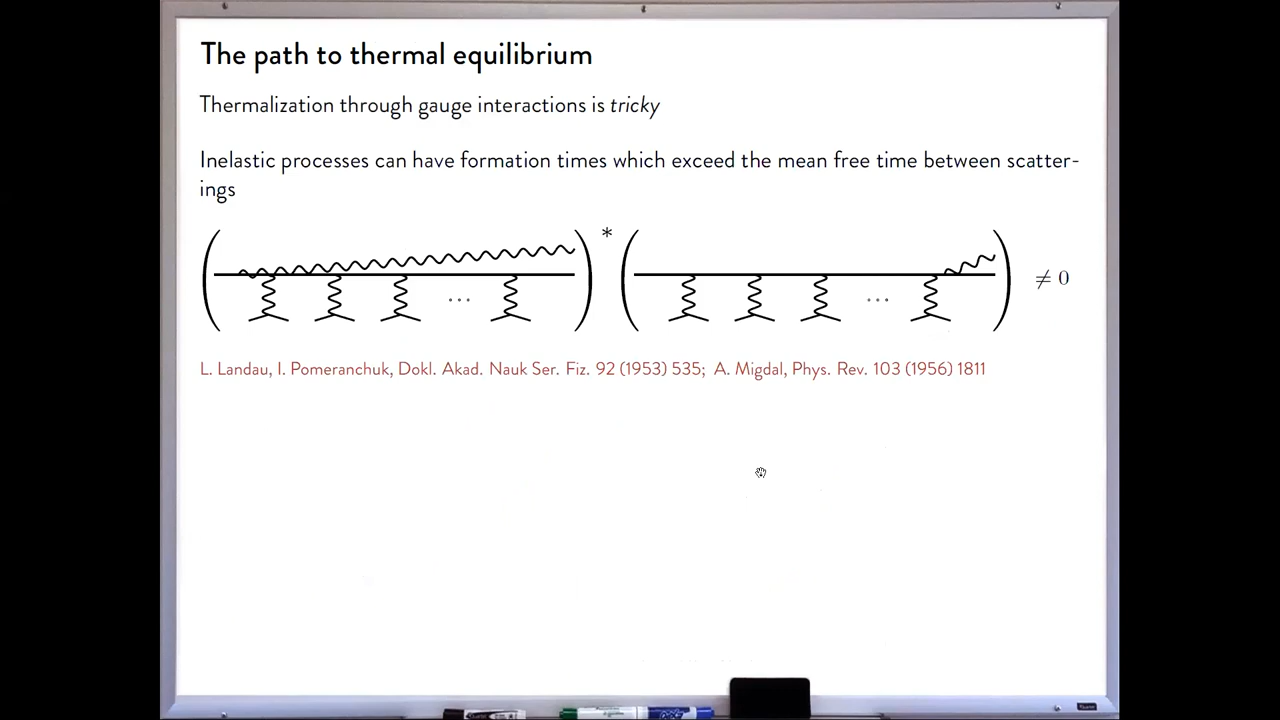 The path to thermal equilibrium
Thermalization through gauge interactions is tricky
Inelastic processes can have formation times which exceed the mean free time between scatter-
ings
* ≠ 0
... ...
L. Landau, I. Pomeranchuk, Dokl. Akad. Nauk Ser. Fiz. 92 (1953) 535; A. Migdal, Phys. Rev. 103 (1956) 1811